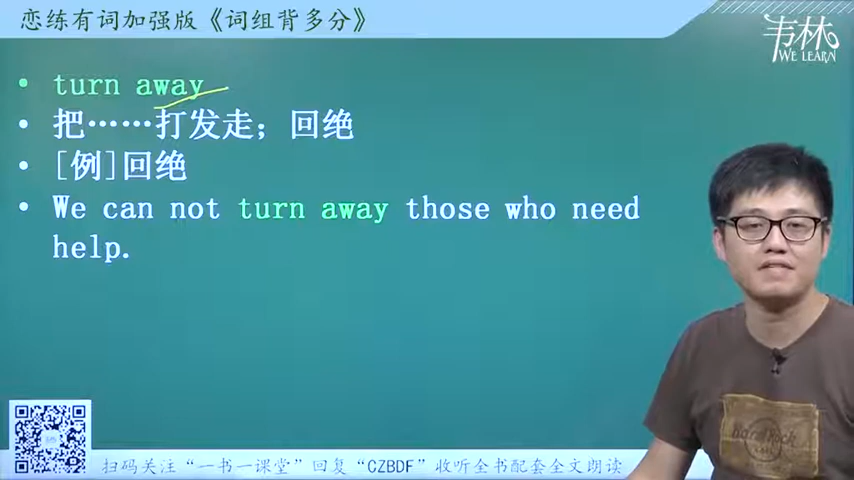 恋练有词加强版《词组背多分》
韦林
WE LEARN
• turn away
• 把……打发走；回绝
• [例]回绝
• We can not turn away those who need
help.
Hard Rock
扫码关注“一书一课堂”回复“CZBDF”收听全书配套全文朗读